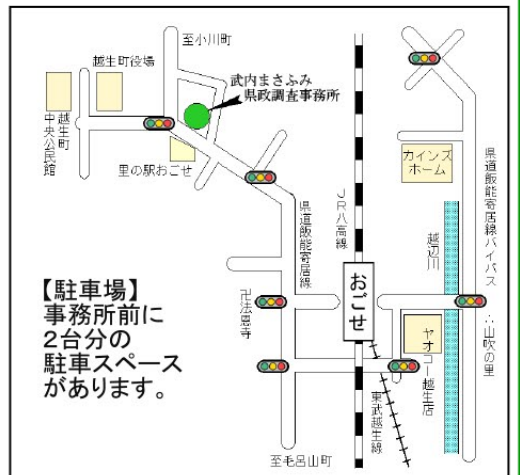 至小川町
越生町役場
武内まさふみ
県政調査事務所
越生町
中央公民館
里の駅おごせ
カインズ
ホーム
県道飯能寄居線バイパス
JR八高線
県道飯能寄居線
越辺川
おごせ
卍法恩寺
∴山吹の里
ヤオコー越生店
【駐車場】
事務所前に
2台分の
駐車スペース
があります。
東武越生線
至毛呂山町